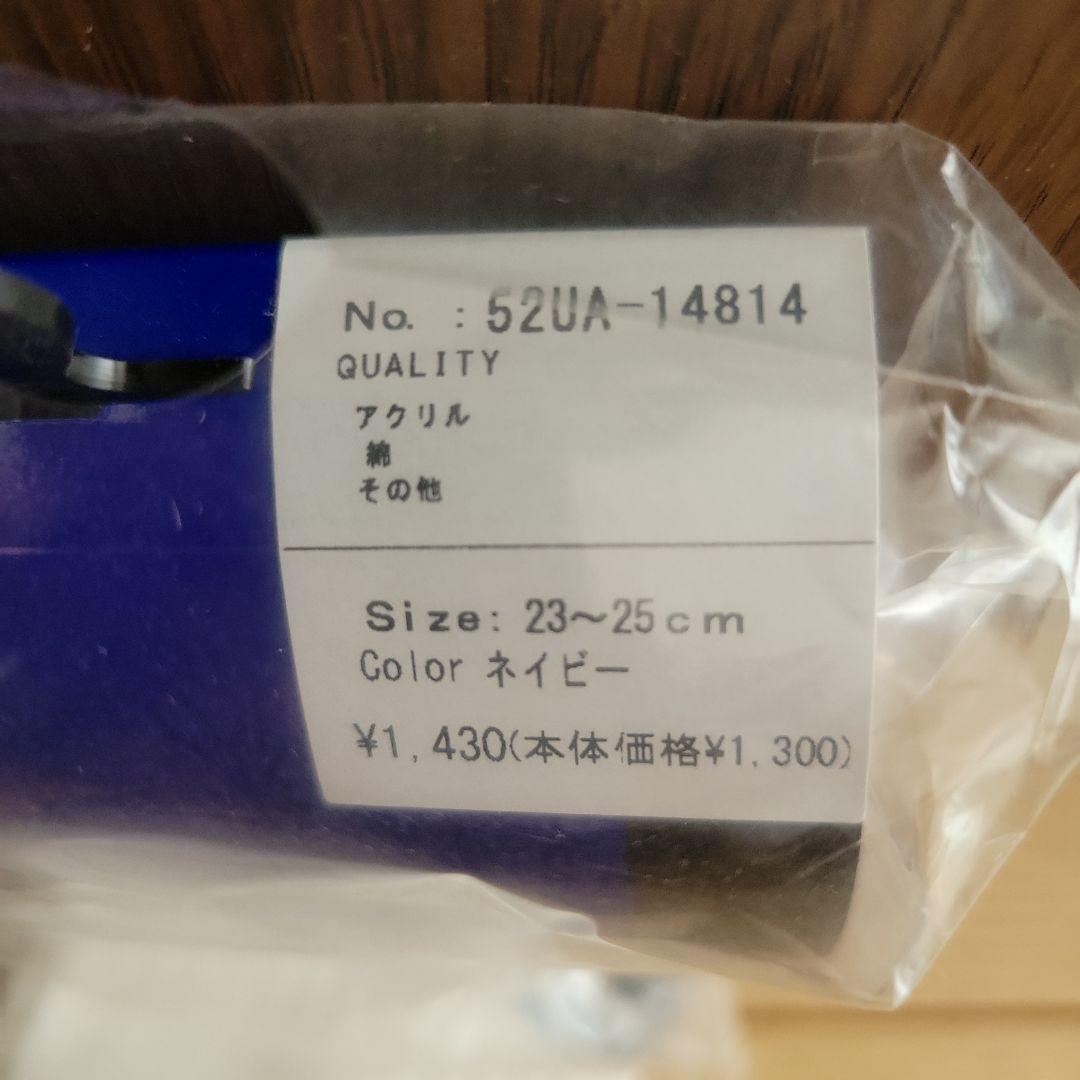 No. : 52UA-14814
QUALITY
アクリル
綿
その他
Size: 23～25cm
Color ネイビー
¥1,430(本体価格¥1,300)